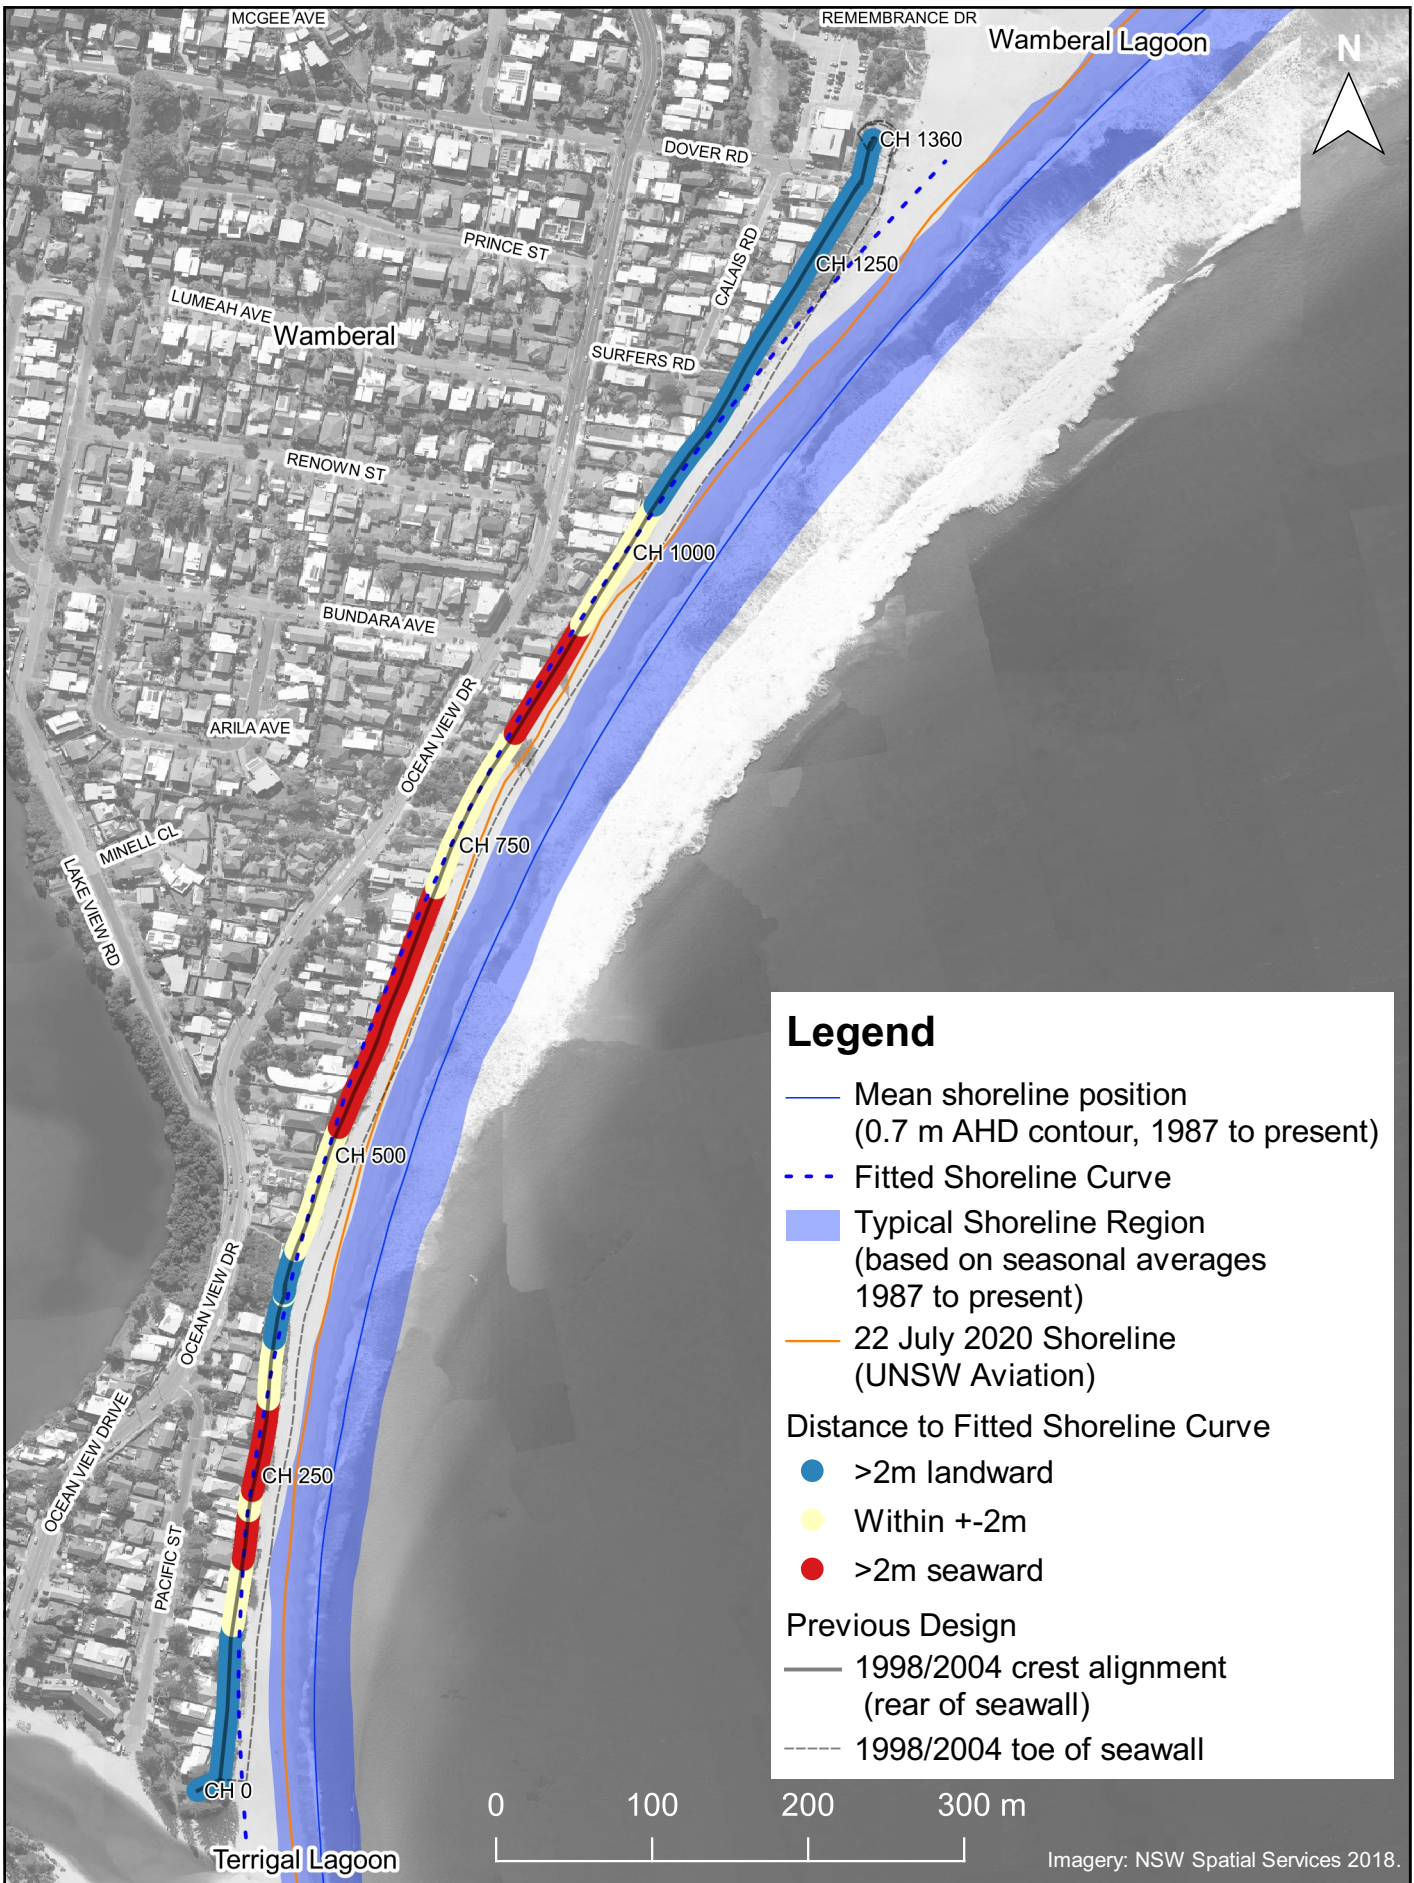 MCGEE AVE
REMEMBRANCE DR
Wamberal Lagoon
N
CH 1360
DOVER RD
PRINCE ST
CALAIS RD
CH 1250
LUMEAH AVE
Wamberal
SURFERS RD
RENOWN ST
CH 1000
BUNDARA AVE
OCEAN VIEW DR
ARILA AVE
MINELL CL
CH 750
LAKE VIEW RD
CH 500
OCEAN VIEW DR
OCEAN VIEW DRIVE
CH 250
PACIFIC ST
CH 0
Terrigal Lagoon
Legend
Mean shoreline position
(0.7 m AHD contour, 1987 to present)
Fitted Shoreline Curve
Typical Shoreline Region
(based on seasonal averages
1987 to present)
22 July 2020 Shoreline
(UNSW Aviation)
Distance to Fitted Shoreline Curve
>2m landward
Within +-2m
>2m seaward
Previous Design
1998/2004 crest alignment
(rear of seawall)
1998/2004 toe of seawall
0 100 200 300 m
Imagery: NSW Spatial Services 2018.